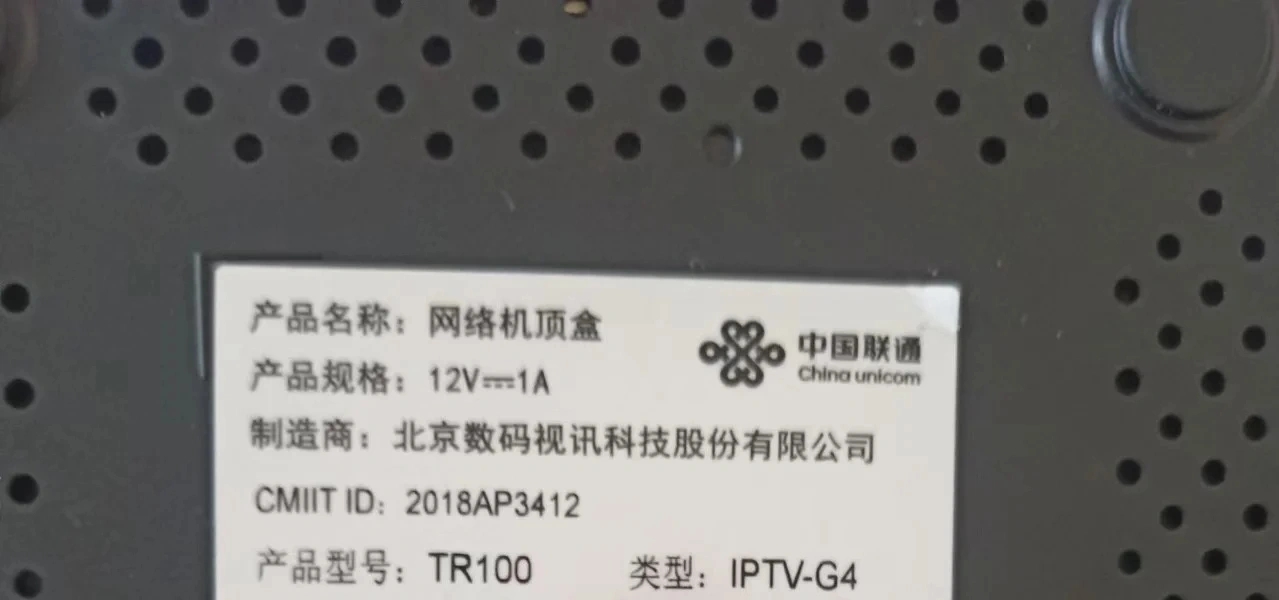 产品名称：网络机顶盒
中国联通
China unicom
产品规格：12V⎓1A
制造商：北京数码视讯科技股份有限公司
CMIIT ID：2018AP3412
产品型号：TR100 类型：IPTV-G4